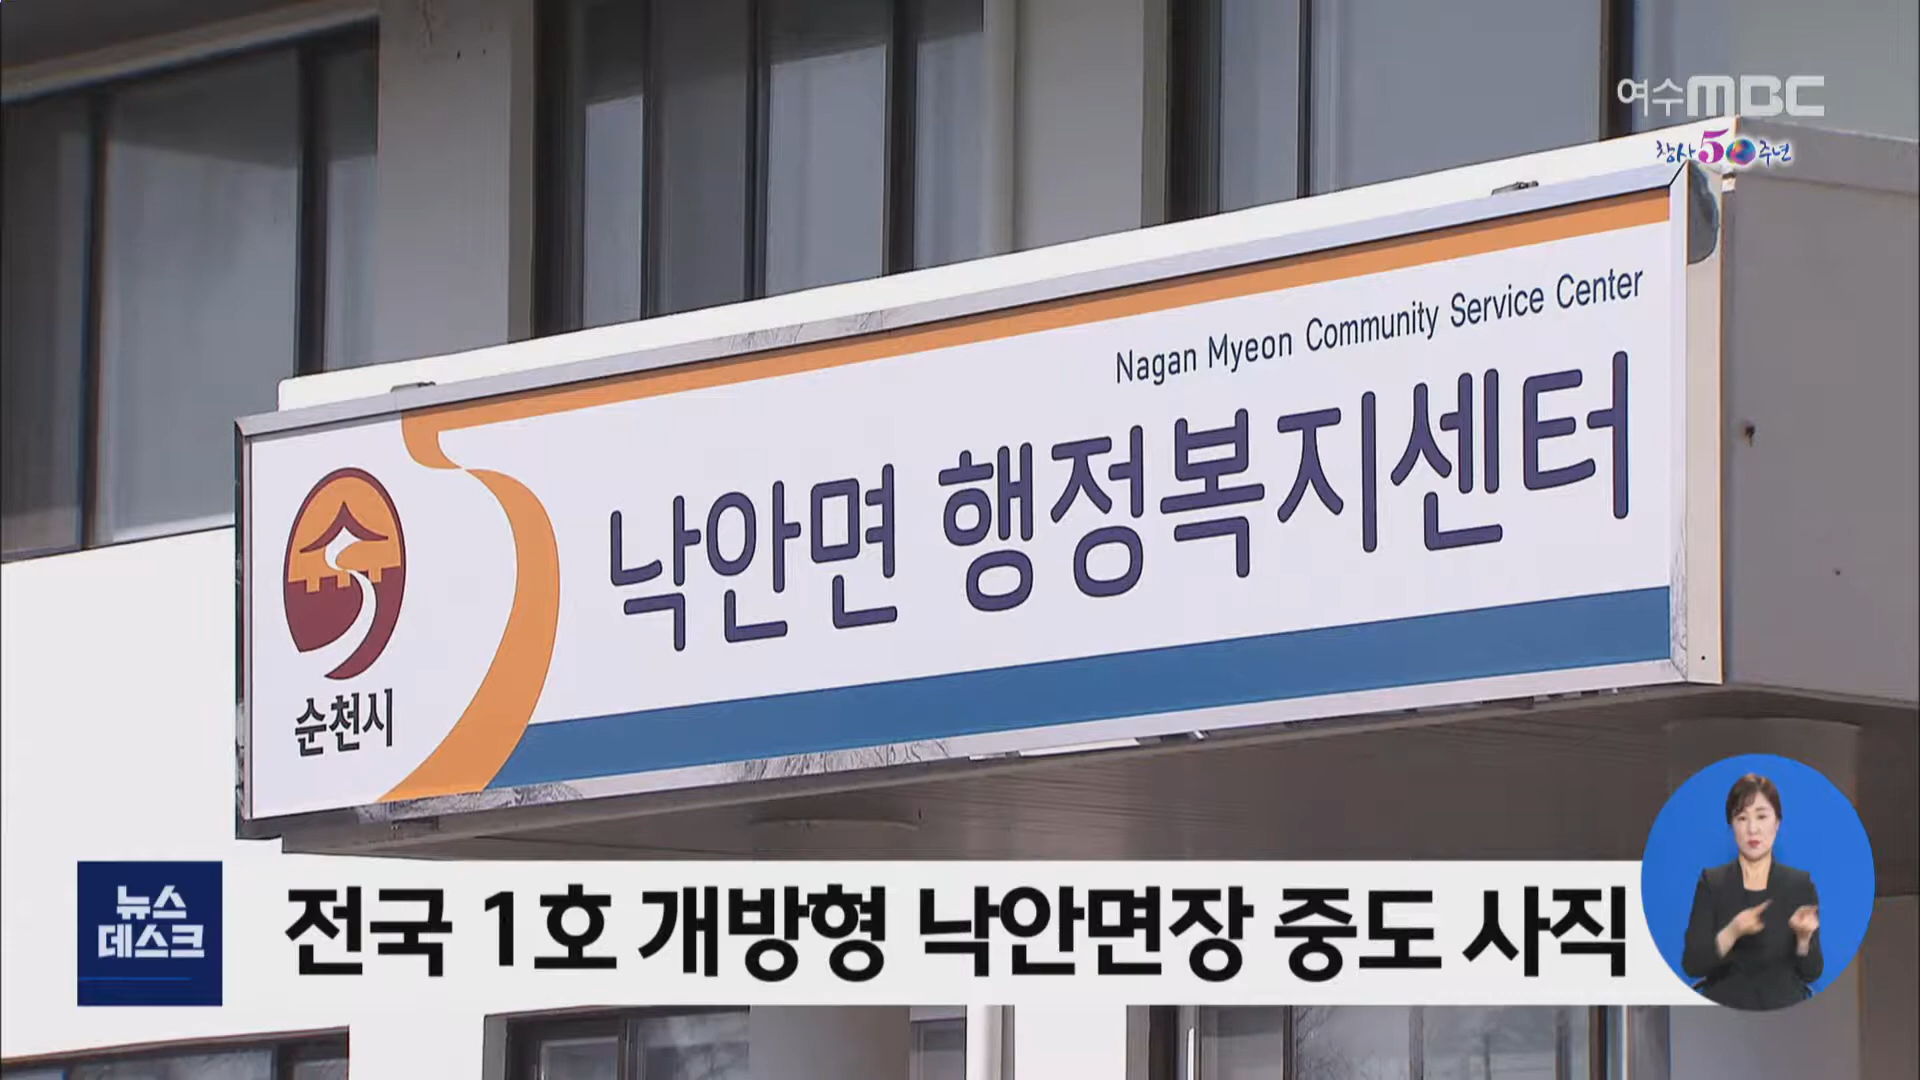 여수MBC
창사50주년
Nagan Myeon Community Service Center
낙안면 행정복지센터
순천시
뉴스
데스크
전국 1호 개방형 낙안면장 중도 사직